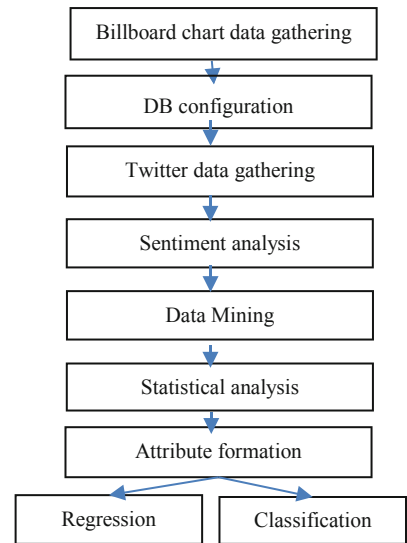 Billboard chart data gathering
DB configuration
Twitter data gathering
Sentiment analysis
Data Mining
Statistical analysis
Attribute formation
Regression
Classification